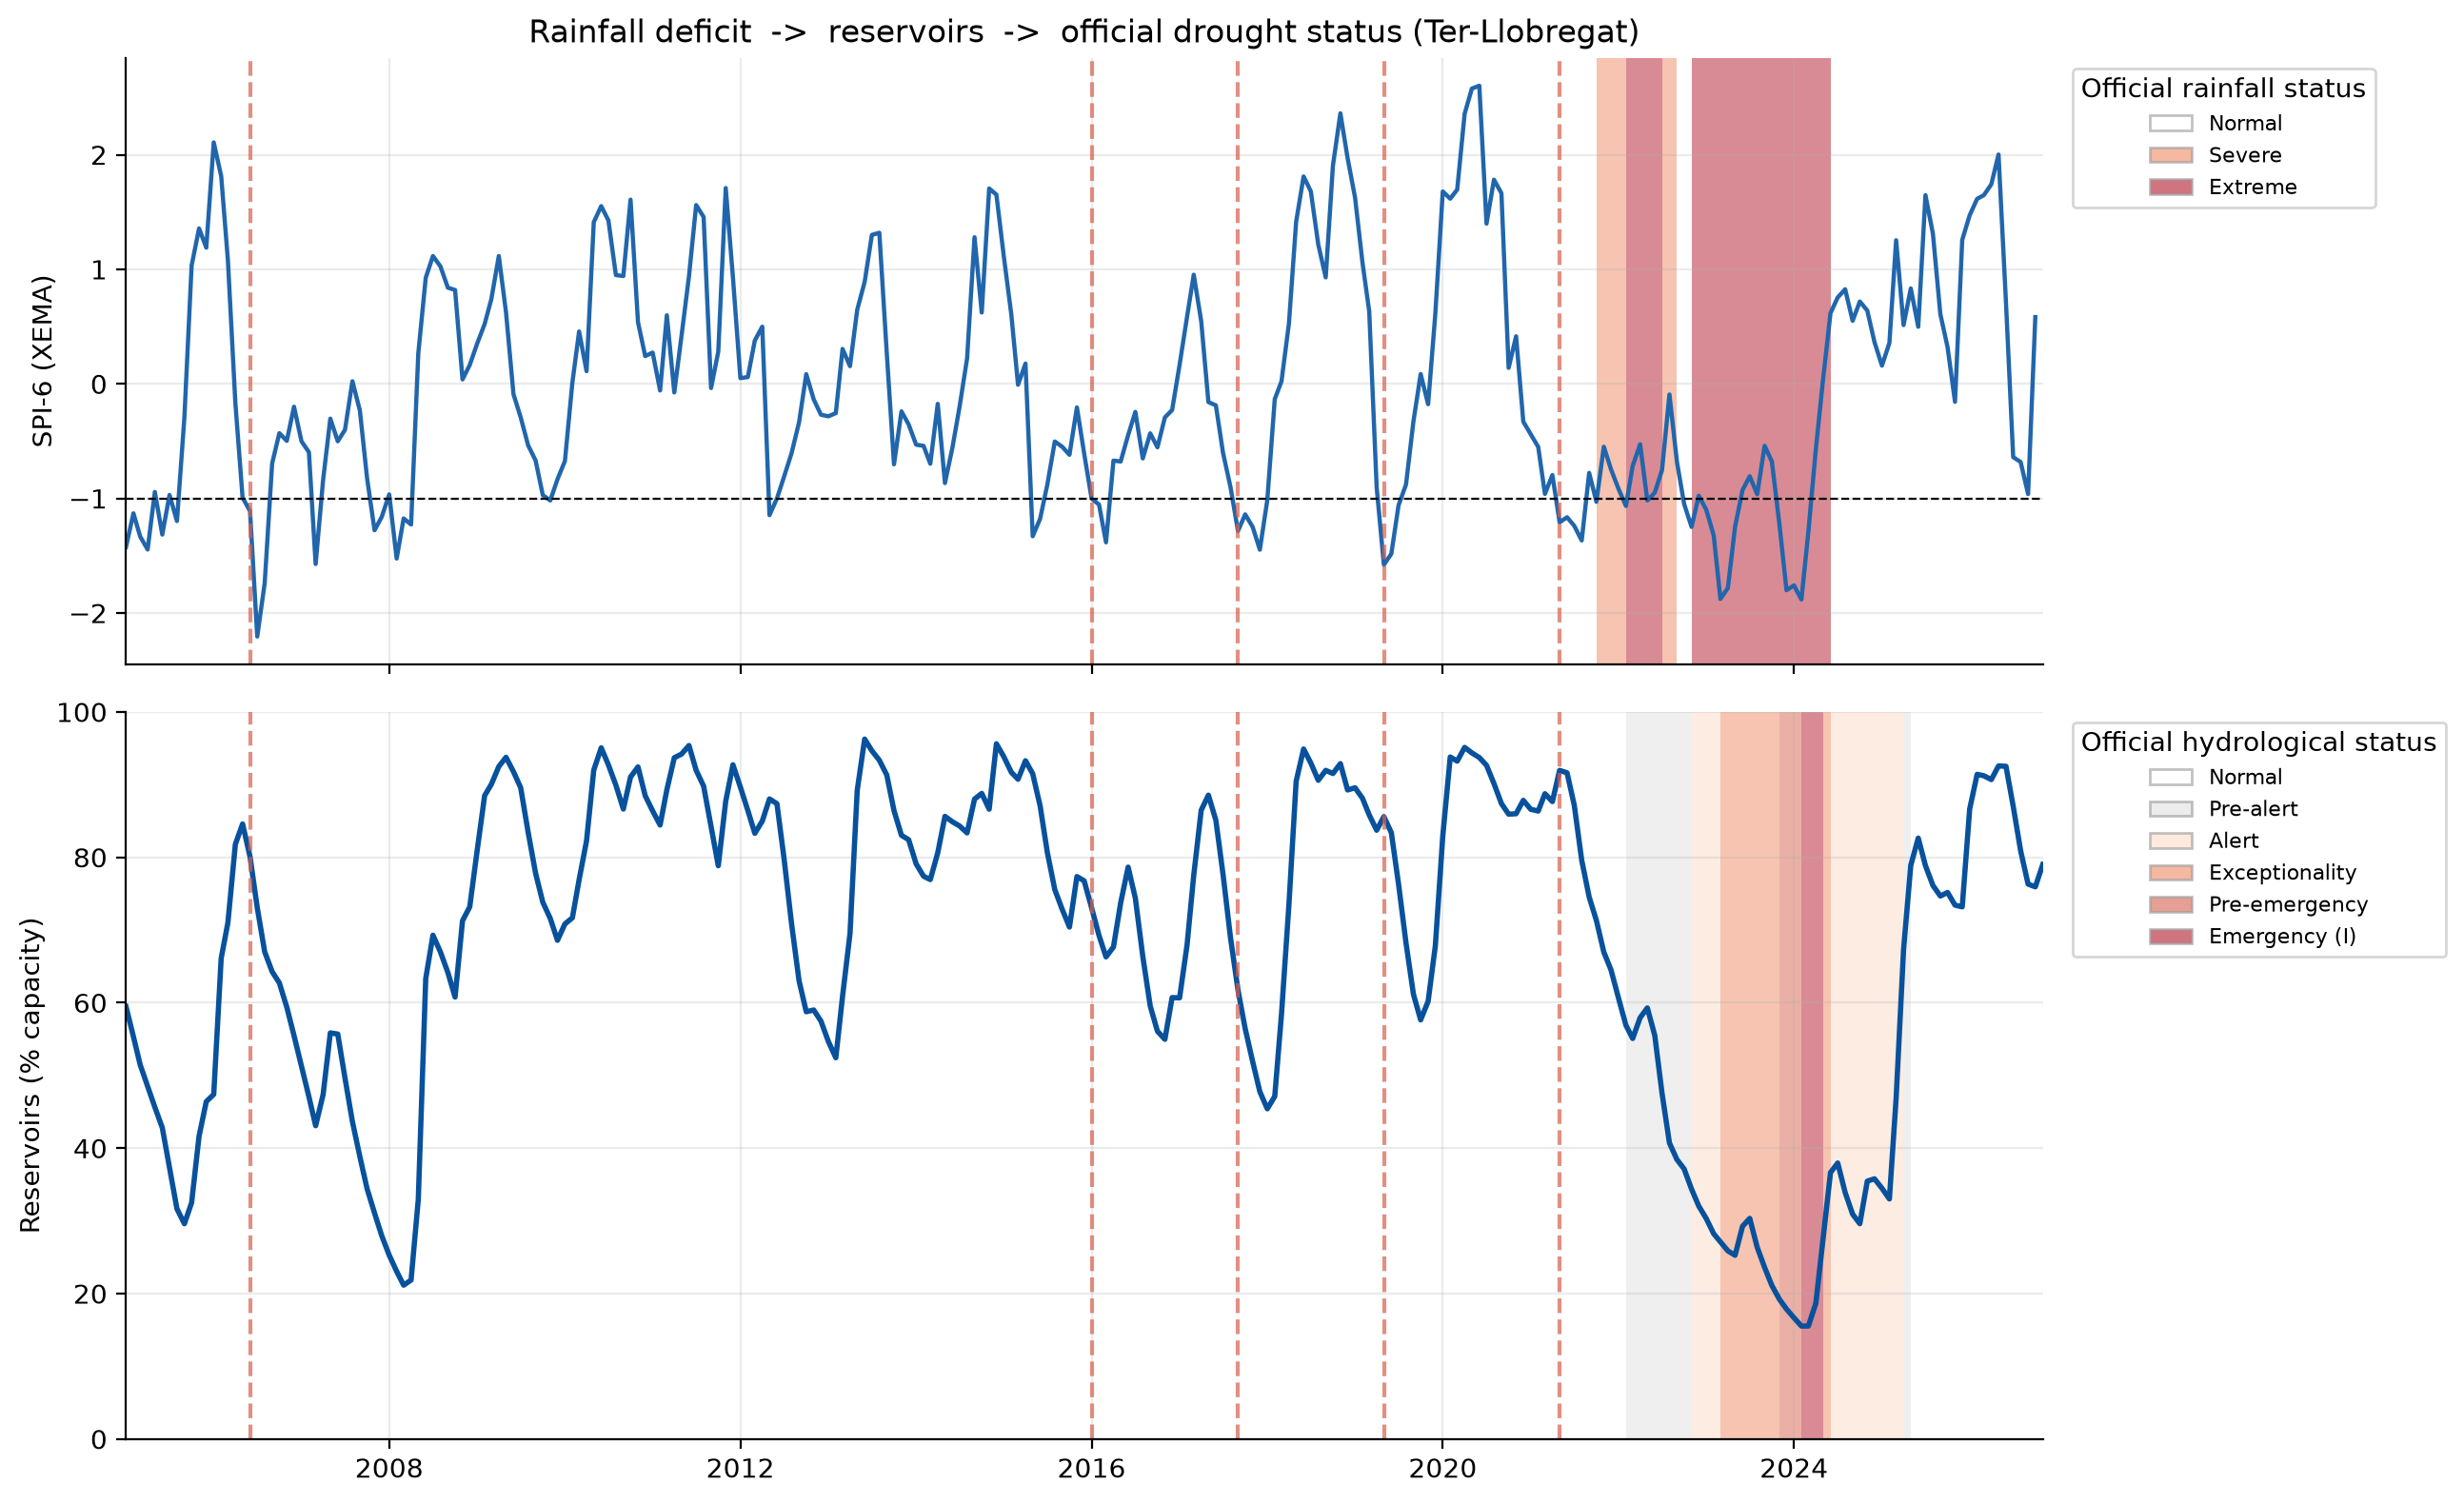 Rainfall deficit -> reservoirs -> official drought status (Ter-Llobregat)
SPI-6 (XEMA)
2
1
0
−1
−2
Official rainfall status
Normal
Severe
Extreme
Reservoirs (% capacity)
100
80
60
40
20
0
2008
2012
2016
2020
2024
Official hydrological status
Normal
Pre-alert
Alert
Exceptionality
Pre-emergency
Emergency (I)